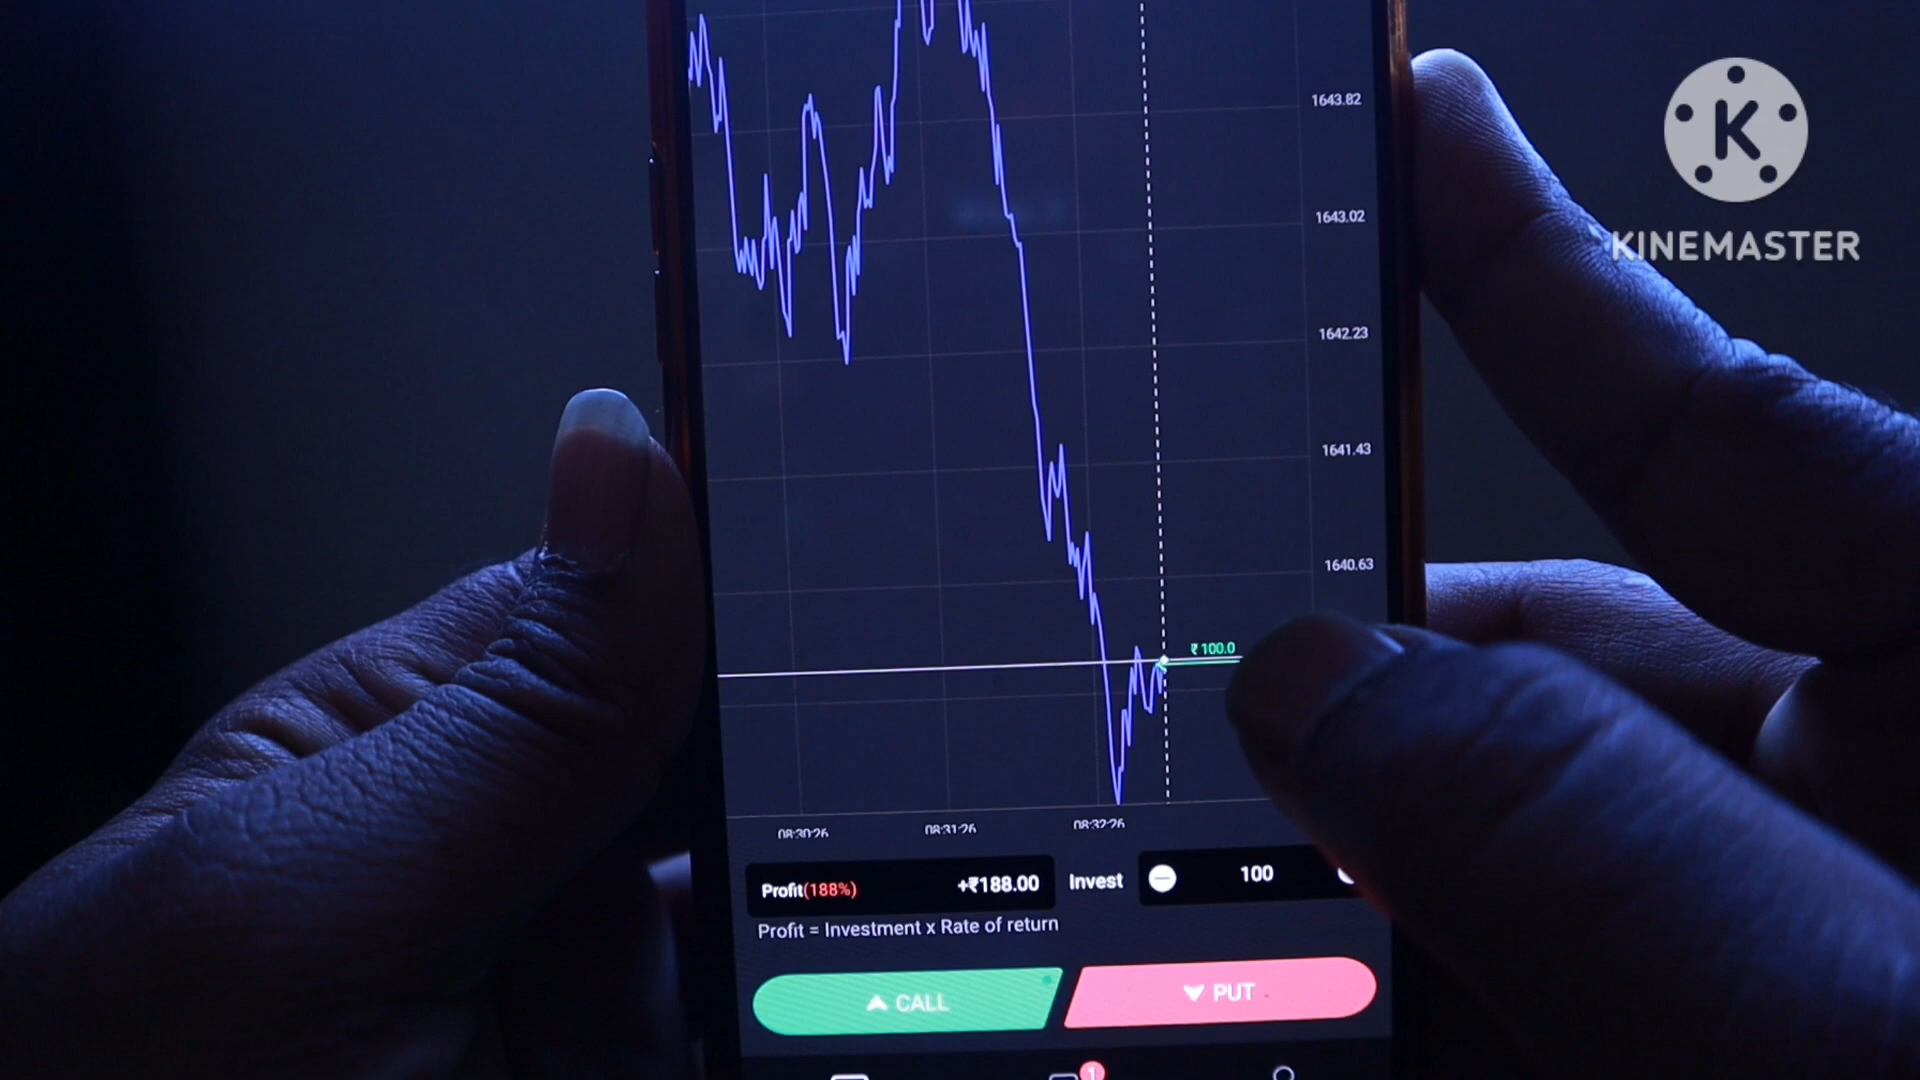 K
KINEMASTER
1643.82
1643.02
1642.23
1641.43
1640.63
₹ 100.0
08:30:26
08:31:26
08:32:26
Profit(188%) +₹188.00 Invest 100
Profit = Investment x Rate of return
CALL PUT
1